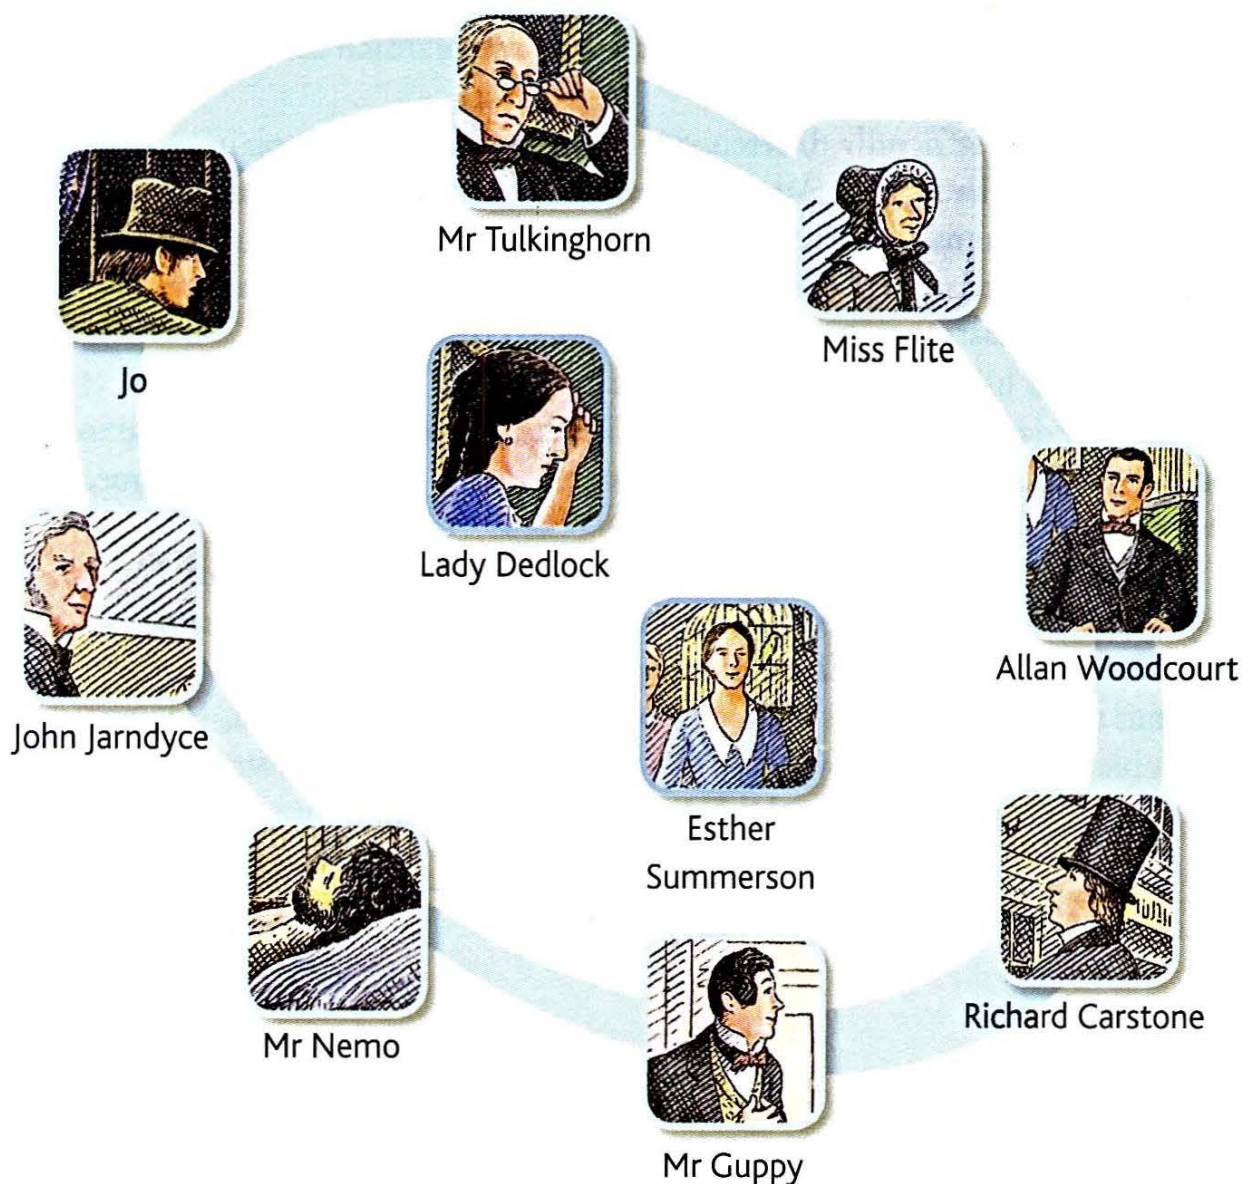 Mr Tulkinghorn
Miss Flite
Jo
Lady Dedlock
Allan Woodcourt
John Jarndyce
Esther
Summerson
Richard Carstone
Mr Nemo
Mr Guppy